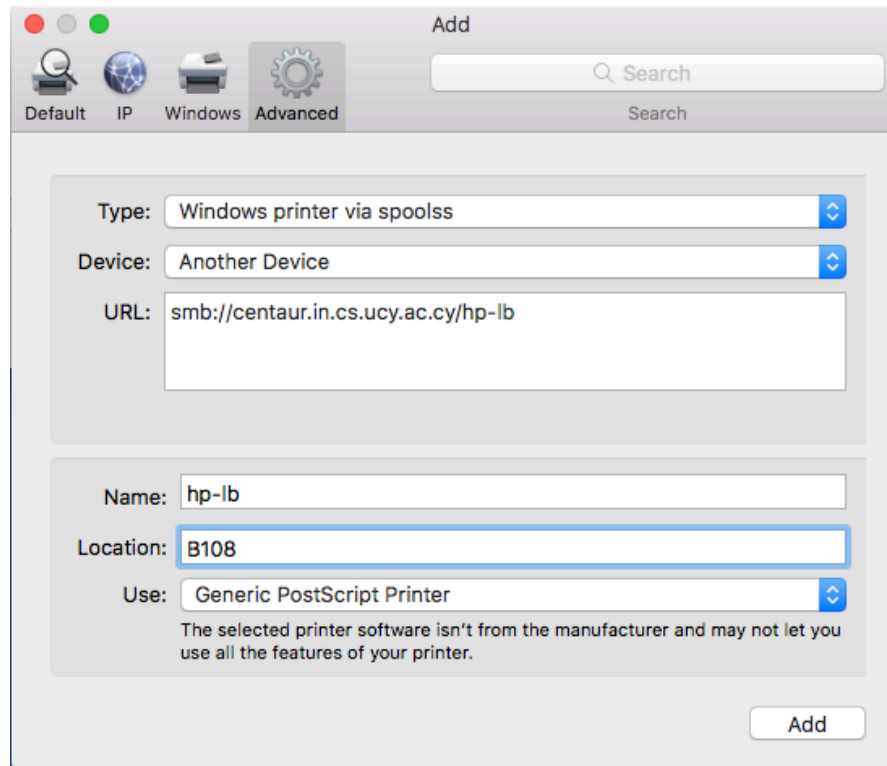 Add
Default IP Windows Advanced
Search
Search
Type: Windows printer via spoolss
Device: Another Device
URL: smb://centaur.in.cs.ucy.ac.cy/hp-lb
Name: hp-lb
Location: B108
Use: Generic PostScript Printer
The selected printer software isn't from the manufacturer and may not let you
use all the features of your printer.
Add